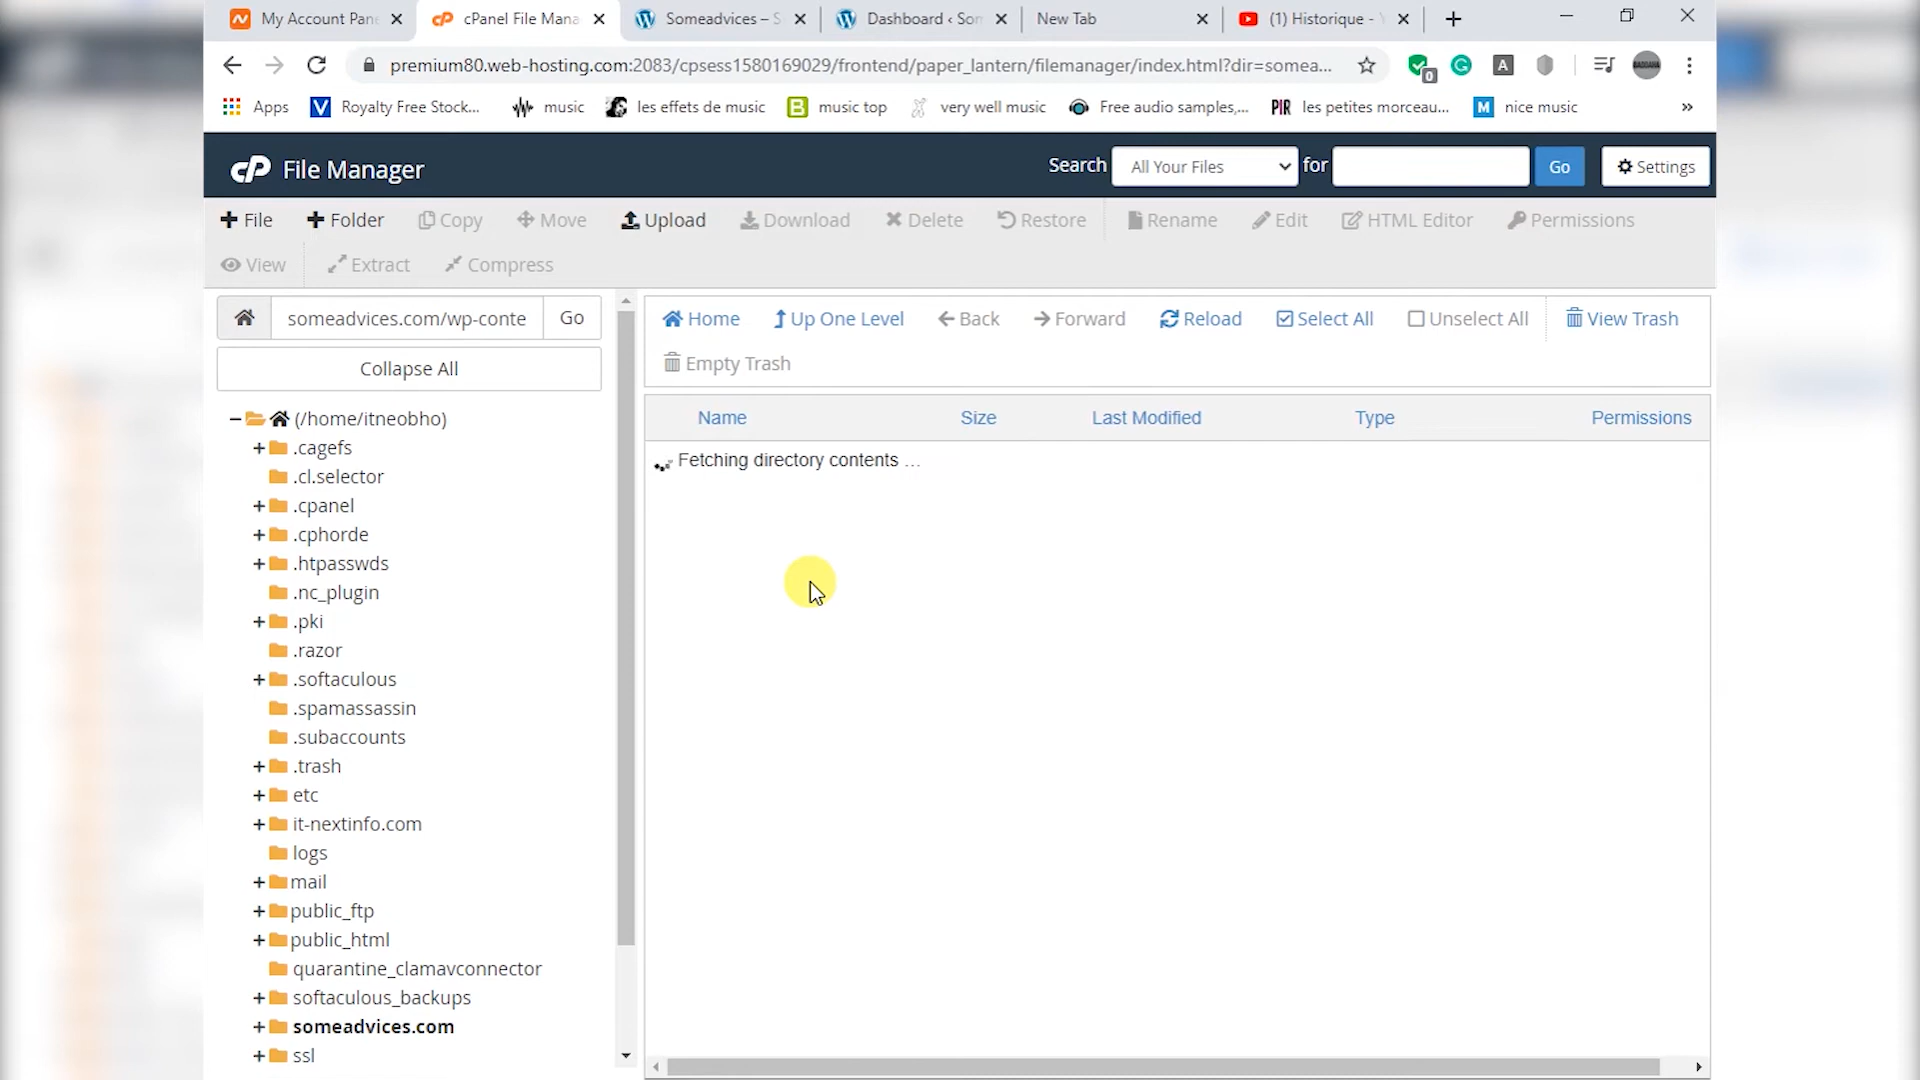 My Account Pane
cPanel File Mana
Someadvices – S
Dashboard ‹ Som
New Tab
(1) Historique - Y
premium80.web-hosting.com:2083/cpsess1580169029/frontend/paper_lantern/filemanager/index.html?dir=somea...
0
A
Apps
V Royalty Free Stock...
music
les effets de music
B music top
very well music
Free audio samples,...
PIR les petites morceau...
M nice music
»
cP File Manager
Search All Your Files for Go Settings
File
Folder
Copy
Move
Upload
Download
Delete
Restore
Rename
Edit
HTML Editor
Permissions
View
Extract
Compress
someadvices.com/wp-conte Go
Collapse All
(/home/itneobho)
.cagefs
.cl.selector
.cpanel
.cphorde
.htpasswds
.nc_plugin
.pki
.razor
.softaculous
.spamassassin
.subaccounts
.trash
etc
it-nextinfo.com
logs
mail
public_ftp
public_html
quarantine_clamavconnector
softaculous_backups
someadvices.com
ssl
Home
Up One Level
Back
Forward
Reload
Select All
Unselect All
View Trash
Empty Trash
Name Size Last Modified Type Permissions
Fetching directory contents ...